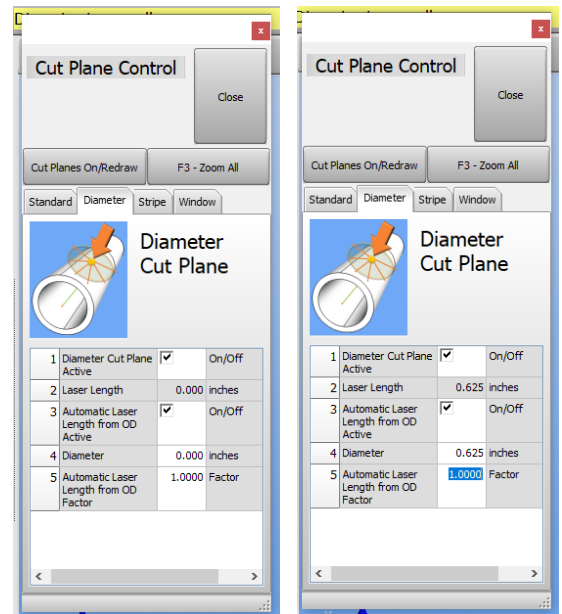 x
Cut Plane Control
Close
Cut Planes On/Redraw
F3 - Zoom All
Standard Diameter Stripe Window
Diameter
Cut Plane
1 Diameter Cut Plane On/Off
Active
2 Laser Length 0.000 inches
3 Automatic Laser On/Off
Length from OD
Active
4 Diameter 0.000 inches
5 Automatic Laser 1.0000 Factor
Length from OD
Factor
x
Cut Plane Control
Close
Cut Planes On/Redraw
F3 - Zoom All
Standard Diameter Stripe Window
Diameter
Cut Plane
1 Diameter Cut Plane On/Off
Active
2 Laser Length 0.625 inches
3 Automatic Laser On/Off
Length from OD
Active
4 Diameter 0.625 inches
5 Automatic Laser 1.0000 Factor
Length from OD
Factor